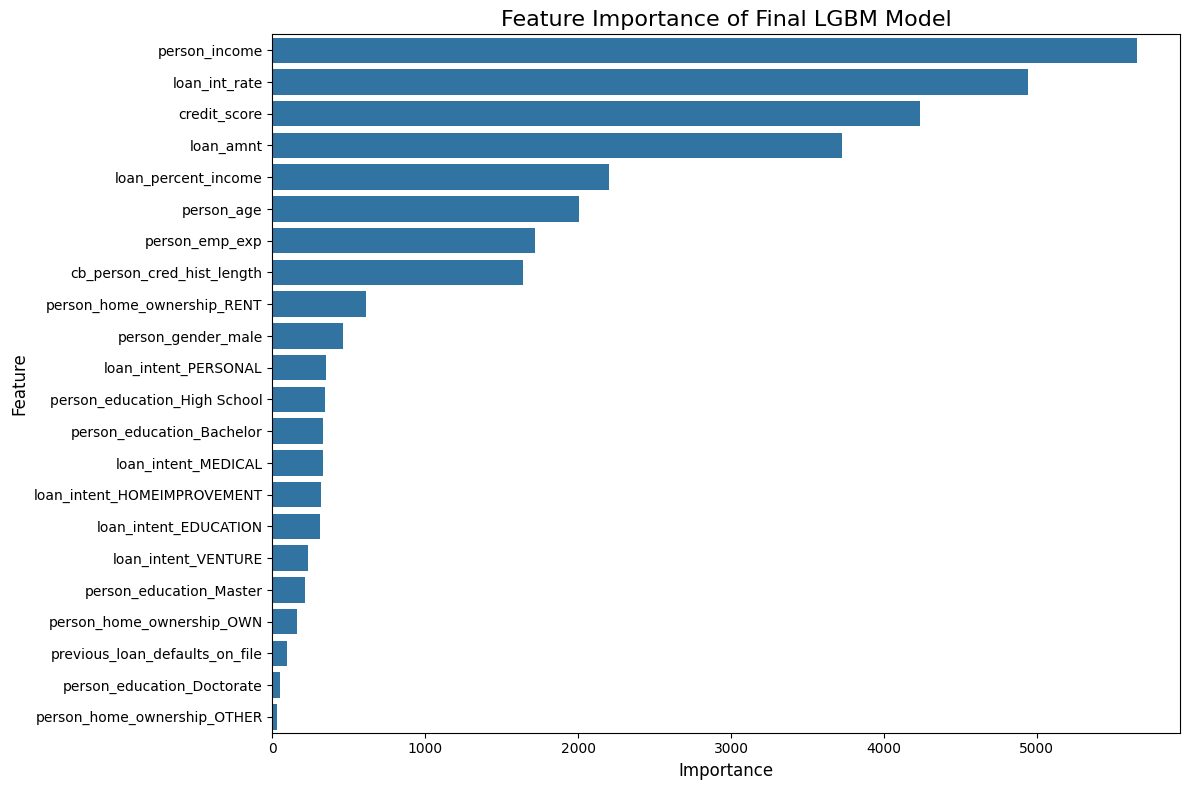 Feature Importance of Final LGBM Model
person_income
loan_int_rate
credit_score
loan_amnt
loan_percent_income
person_age
person_emp_exp
cb_person_cred_hist_length
person_home_ownership_RENT
person_gender_male
loan_intent_PERSONAL
person_education_High School
person_education_Bachelor
loan_intent_MEDICAL
loan_intent_HOMEIMPROVEMENT
loan_intent_EDUCATION
loan_intent_VENTURE
person_education_Master
person_home_ownership_OWN
previous_loan_defaults_on_file
person_education_Doctorate
person_home_ownership_OTHER
Feature
0 1000 2000 3000 4000 5000
Importance